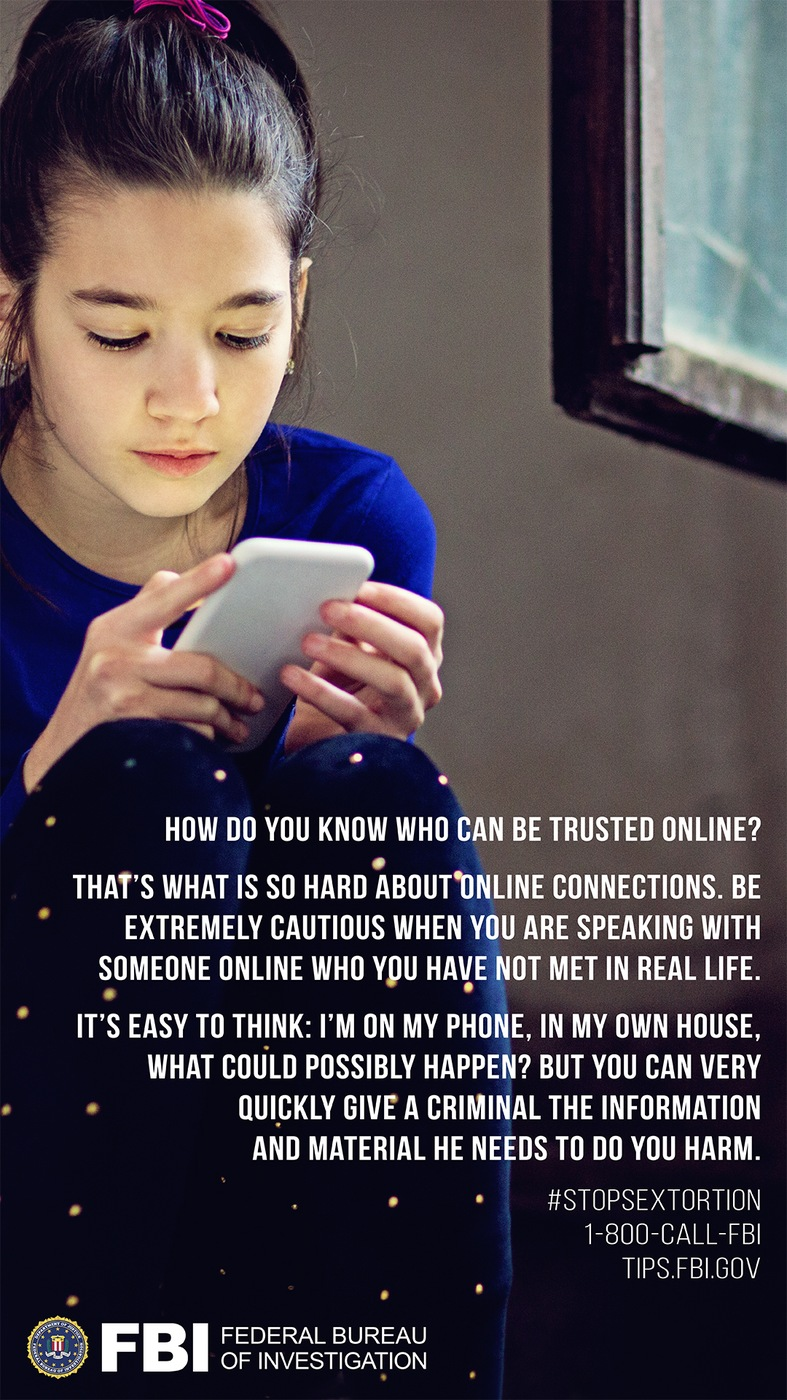 HOW DO YOU KNOW WHO CAN BE TRUSTED ONLINE?
THAT'S WHAT IS SO HARD ABOUT ONLINE CONNECTIONS. BE
EXTREMELY CAUTIOUS WHEN YOU ARE SPEAKING WITH
SOMEONE ONLINE WHO YOU HAVE NOT MET IN REAL LIFE.
IT'S EASY TO THINK: I'M ON MY PHONE, IN MY OWN HOUSE,
WHAT COULD POSSIBLY HAPPEN? BUT YOU CAN VERY
QUICKLY GIVE A CRIMINAL THE INFORMATION
AND MATERIAL HE NEEDS TO DO YOU HARM.
#STOPSEXTORTION
1-800-CALL-FBI
TIPS.FBI.GOV
FBI
FEDERAL BUREAU
OF INVESTIGATION